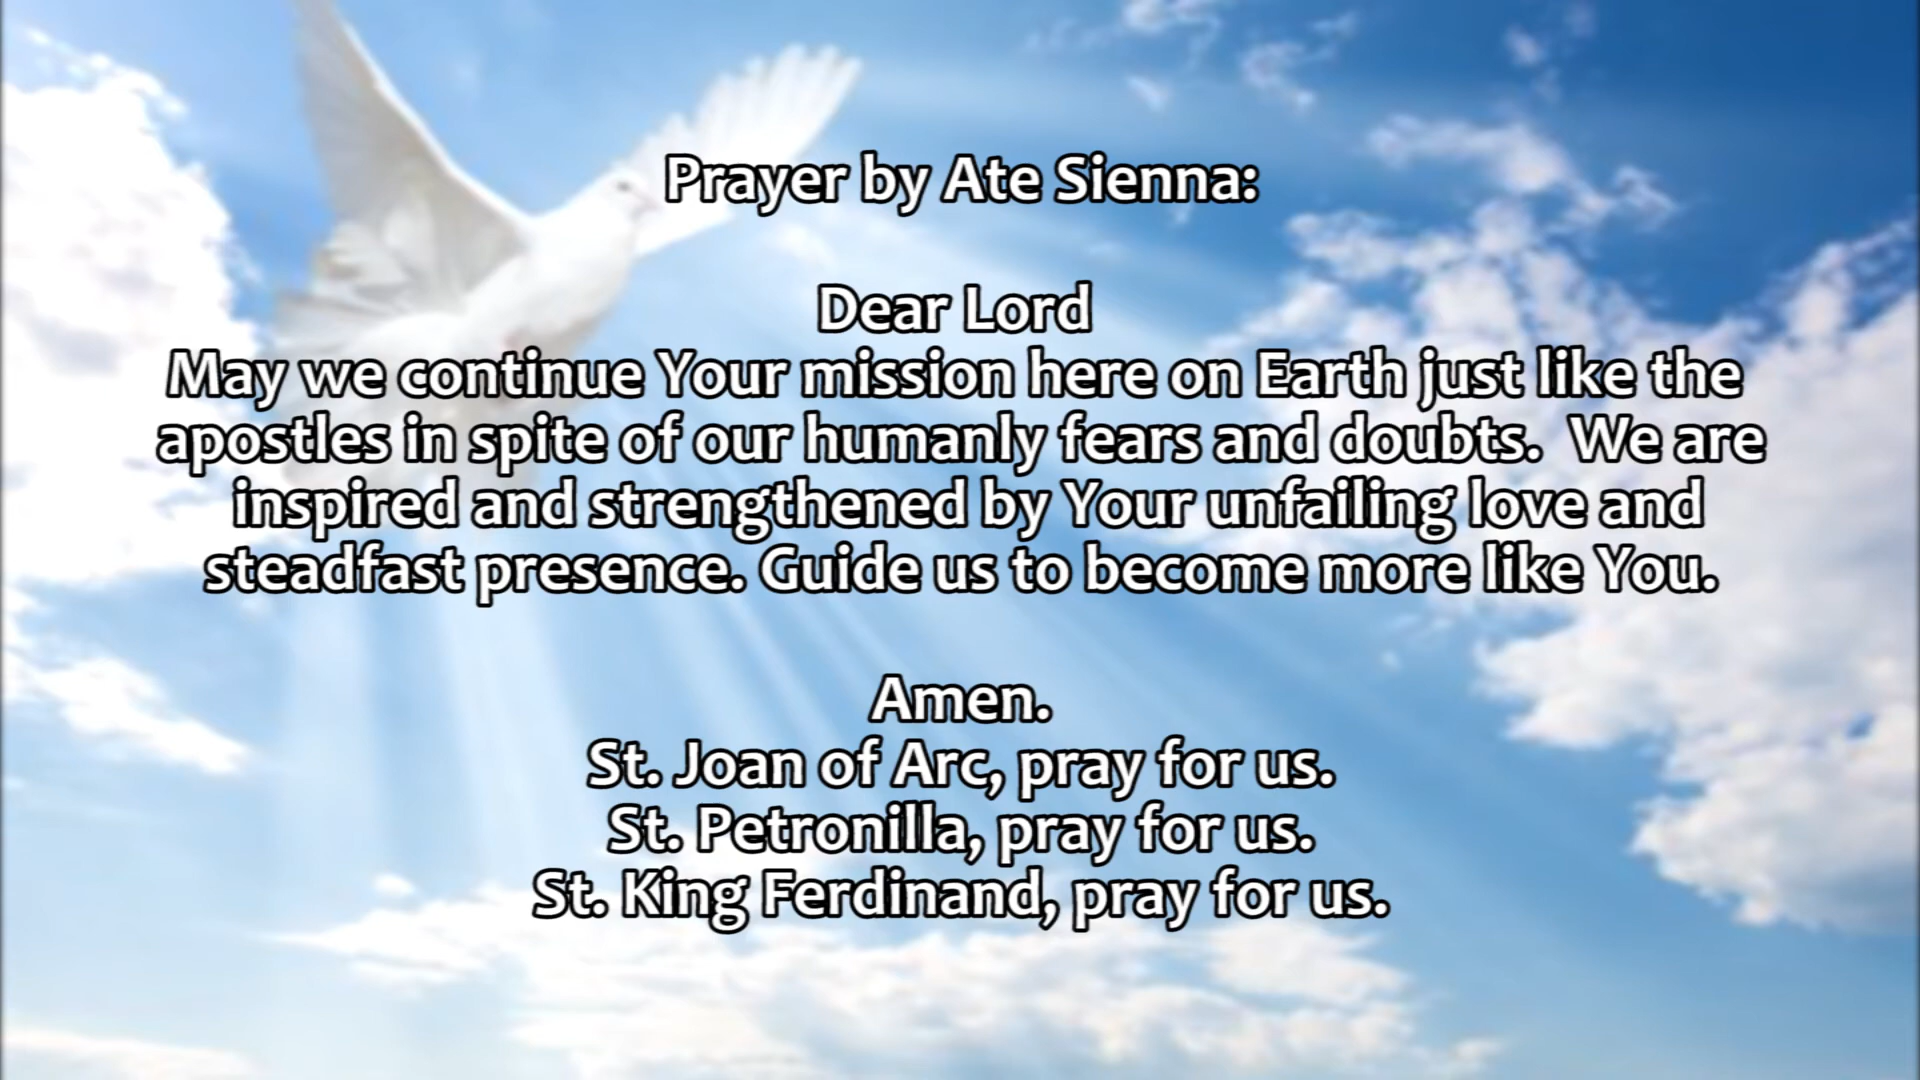 Prayer by Ate Sienna:
Dear Lord
May we continue Your mission here on Earth just like the
apostles in spite of our humanly fears and doubts.  We are
inspired and strengthened by Your unfailing love and
steadfast presence. Guide us to become more like You.
Amen.
St. Joan of Arc, pray for us.
St. Petronilla, pray for us.
St. King Ferdinand, pray for us.